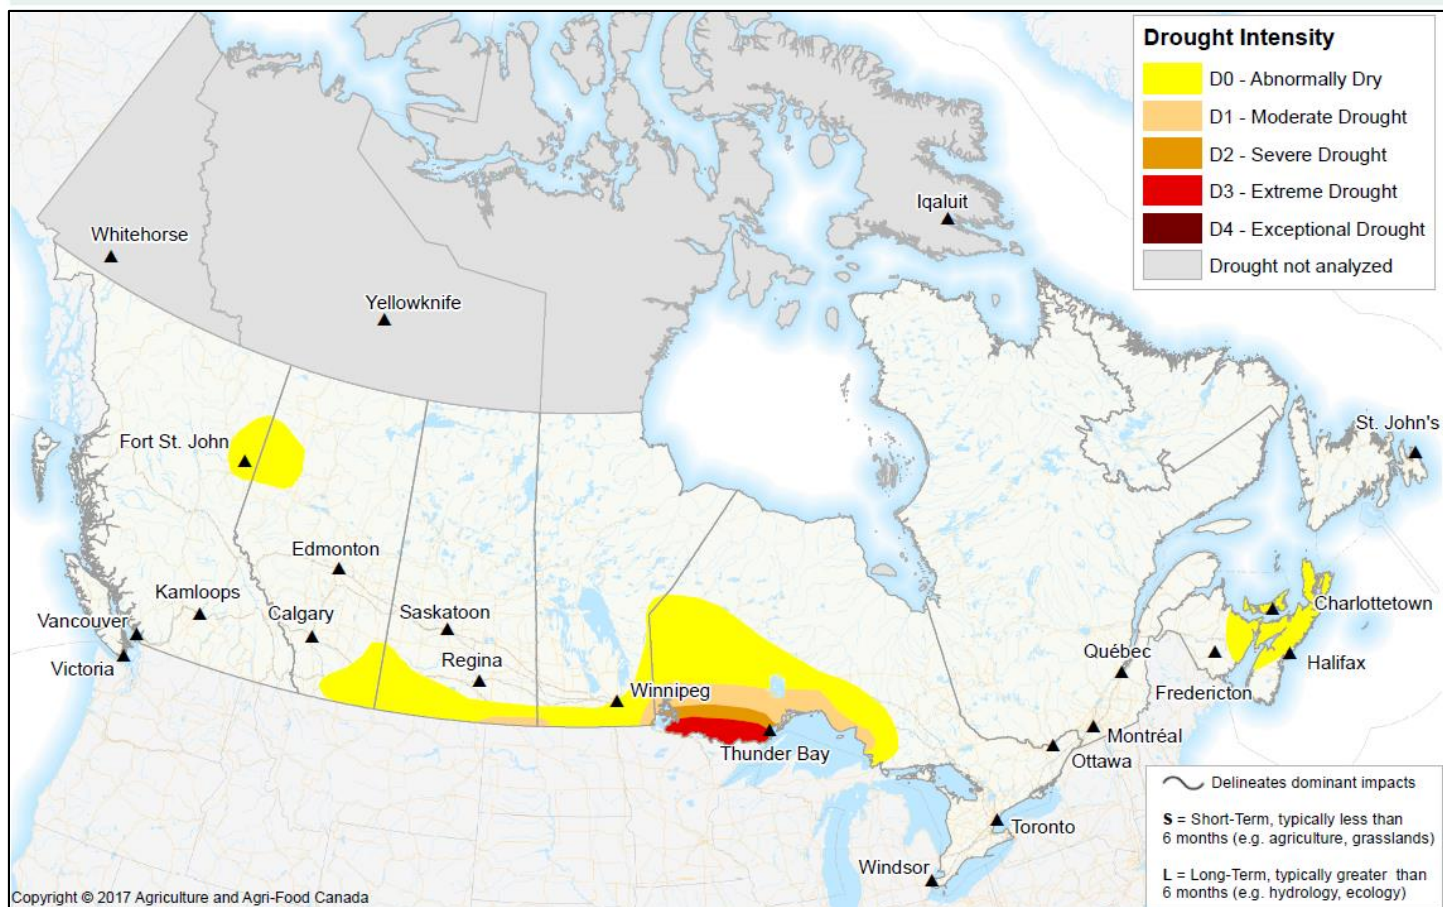 Drought Intensity
D0 - Abnormally Dry
D1 - Moderate Drought
D2 - Severe Drought
D3 - Extreme Drought
D4 - Exceptional Drought
Drought not analyzed
Iqaluit
Whitehorse
Yellowknife
St. John's
Fort St. John
Edmonton
Kamloops
Calgary
Saskatoon
Charlottetown
Vancouver
Victoria
Regina
Québec
Halifax
Winnipeg
Fredericton
Thunder Bay
Montréal
Ottawa
Toronto
Windsor
Delineates dominant impacts
S = Short-Term, typically less than
6 months (e.g. agriculture, grasslands)
L = Long-Term, typically greater than
6 months (e.g. hydrology, ecology)
Copyright © 2017 Agriculture and Agri-Food Canada